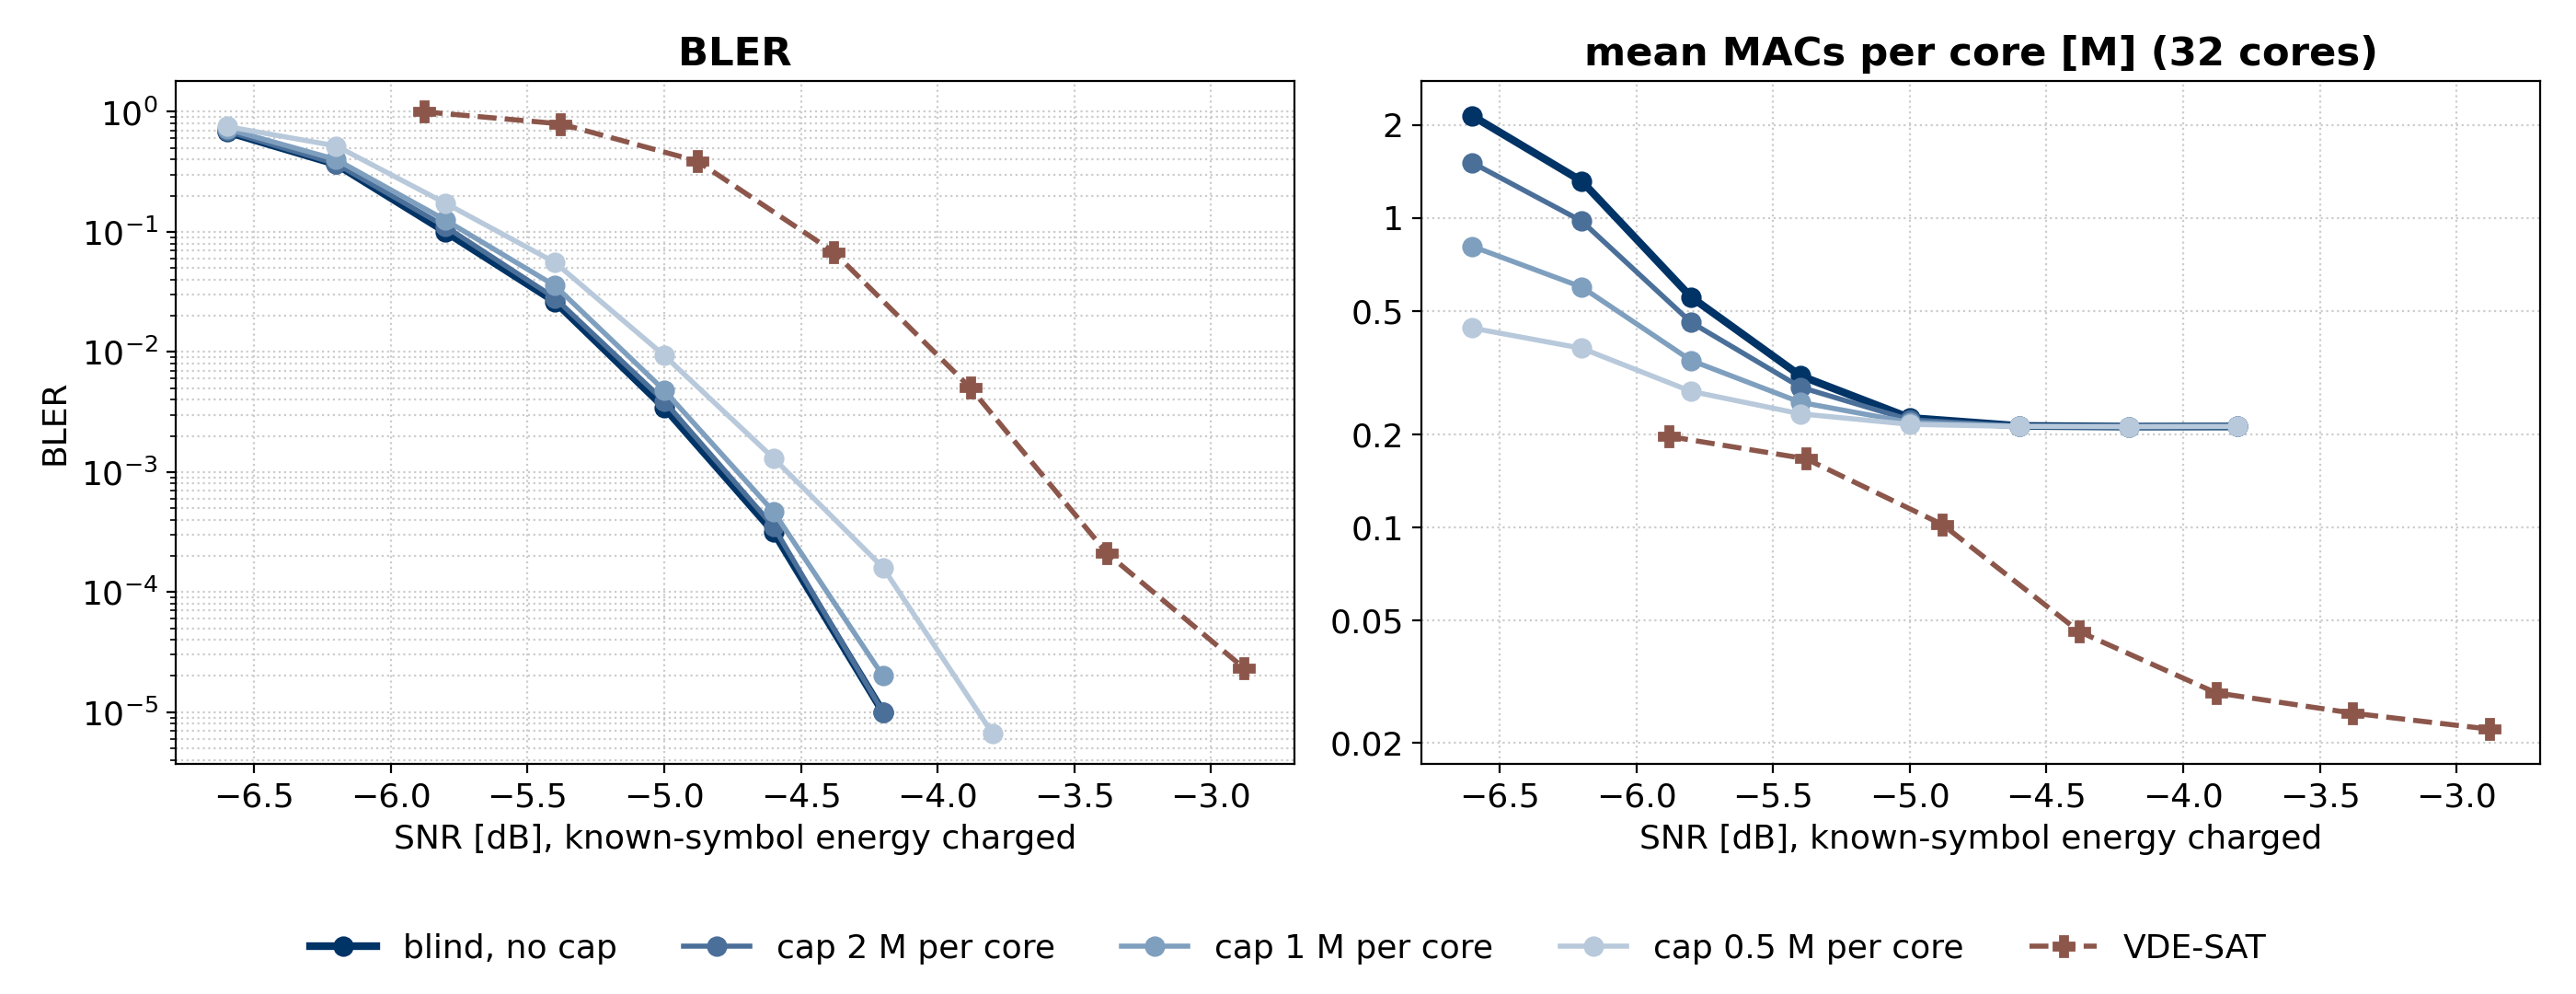 BLER
mean MACs per core [M] (32 cores)
BLER
10⁰
10⁻¹
10⁻²
10⁻³
10⁻⁴
10⁻⁵
−6.5 −6.0 −5.5 −5.0 −4.5 −4.0 −3.5 −3.0
SNR [dB], known-symbol energy charged
2
1
0.5
0.2
0.1
0.05
0.02
−6.5 −6.0 −5.5 −5.0 −4.5 −4.0 −3.5 −3.0
SNR [dB], known-symbol energy charged
blind, no cap cap 2 M per core cap 1 M per core cap 0.5 M per core VDE-SAT